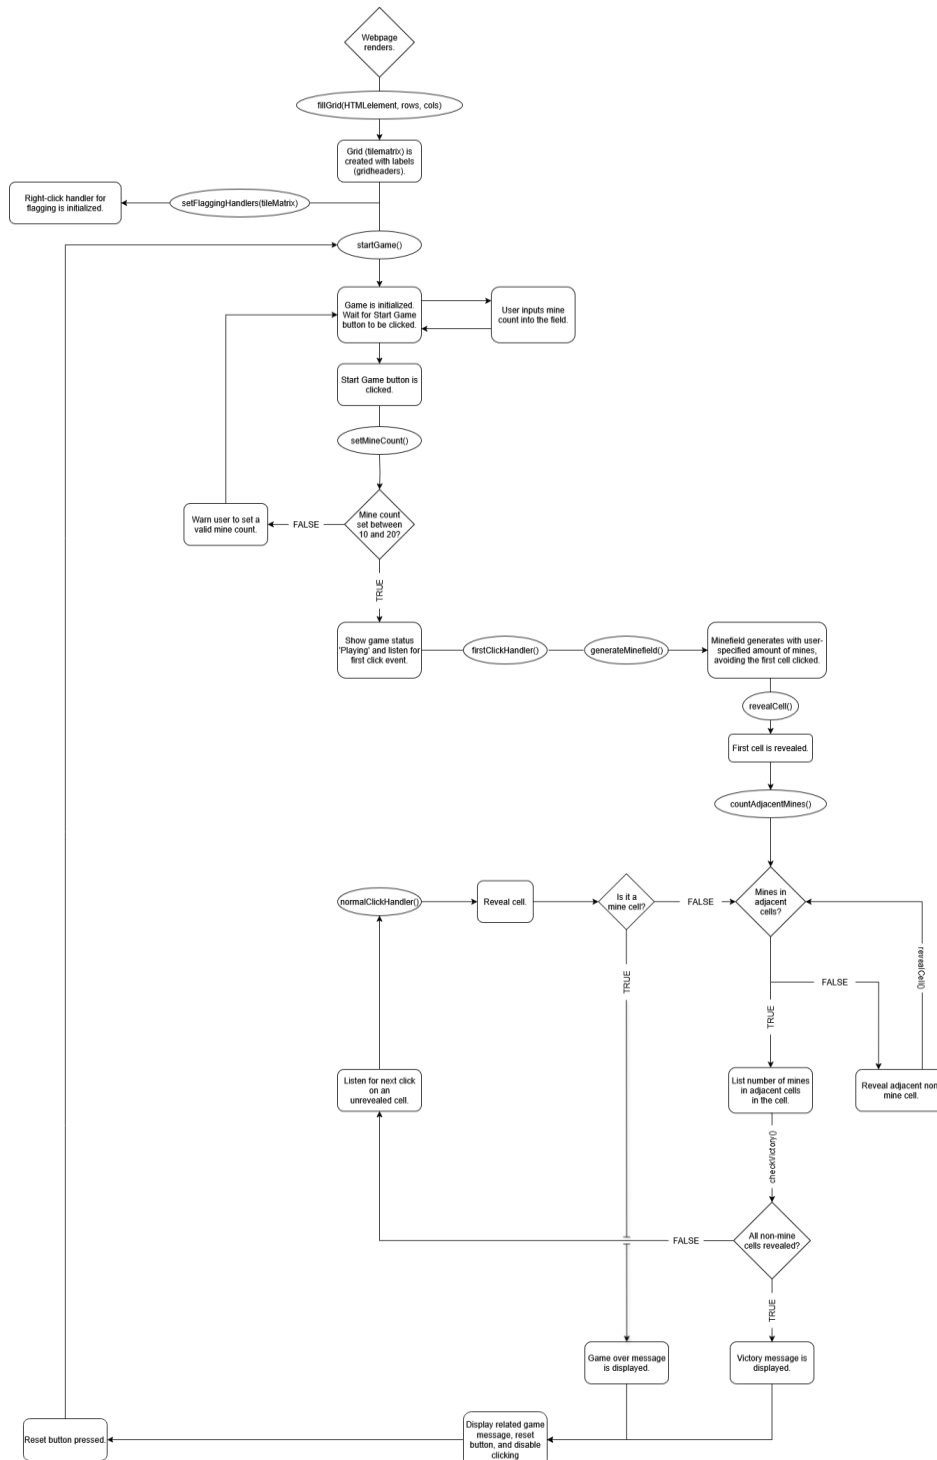 Webpage
renders.
fillGrid(HTMLelement, rows, cols)
Grid (tilematrix) is
created with labels
(gridheaders).
Right-click handler for
flagging is initialized.
setFlaggingHandlers(tileMatrix)
startGame()
Game is initialized.
Wait for Start Game
button to be clicked.
User inputs mine
count into the field.
Start Game button is
clicked.
setMineCount()
Warn user to set a
valid mine count.
FALSE
Mine count
set between
10 and 20?
TRUE
Show game status
'Playing' and listen for
first click event.
firstClickHandler()
generateMinefield()
Minefield generates with user-
specified amount of mines,
avoiding the first cell clicked.
revealCell()
First cell is revealed.
countAdjacentMines()
normalClickHandler()
Reveal cell.
Is it a
mine cell?
FALSE
Mines in
adjacent
cells?
revealCell()
TRUE
FALSE
TRUE
Listen for next click
on an
unrevealed cell.
List number of mines
in adjacent cells
in the cell.
Reveal adjacent non
mine cell.
checkVictory()
FALSE
All non-mine
cells revealed?
TRUE
Game over message
is displayed.
Victory message is
displayed.
Reset button pressed.
Display related game
message, reset
button, and disable
clicking